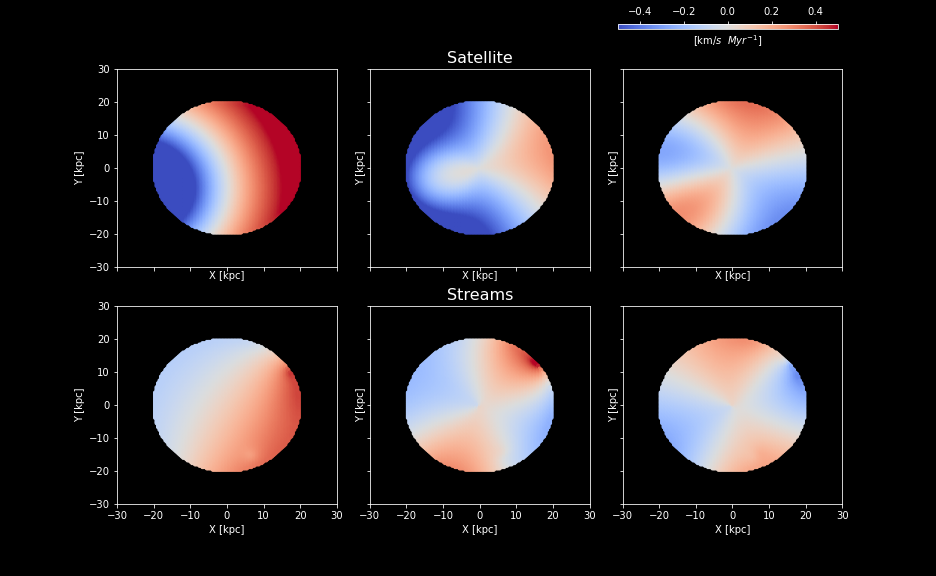 −0.4 −0.2 0.0 0.2 0.4
[km/s Myr⁻¹]
Satellite
30
20
10
0
−10
−20
−30
Y [kpc]
Y [kpc]
Y [kpc]
X [kpc] X [kpc] X [kpc]
Streams
30
20
10
0
−10
−20
−30
Y [kpc]
Y [kpc]
Y [kpc]
−30 −20 −10 0 10 20 30 −30 −20 −10 0 10 20 30 −30 −20 −10 0 10 20 30
X [kpc] X [kpc] X [kpc]